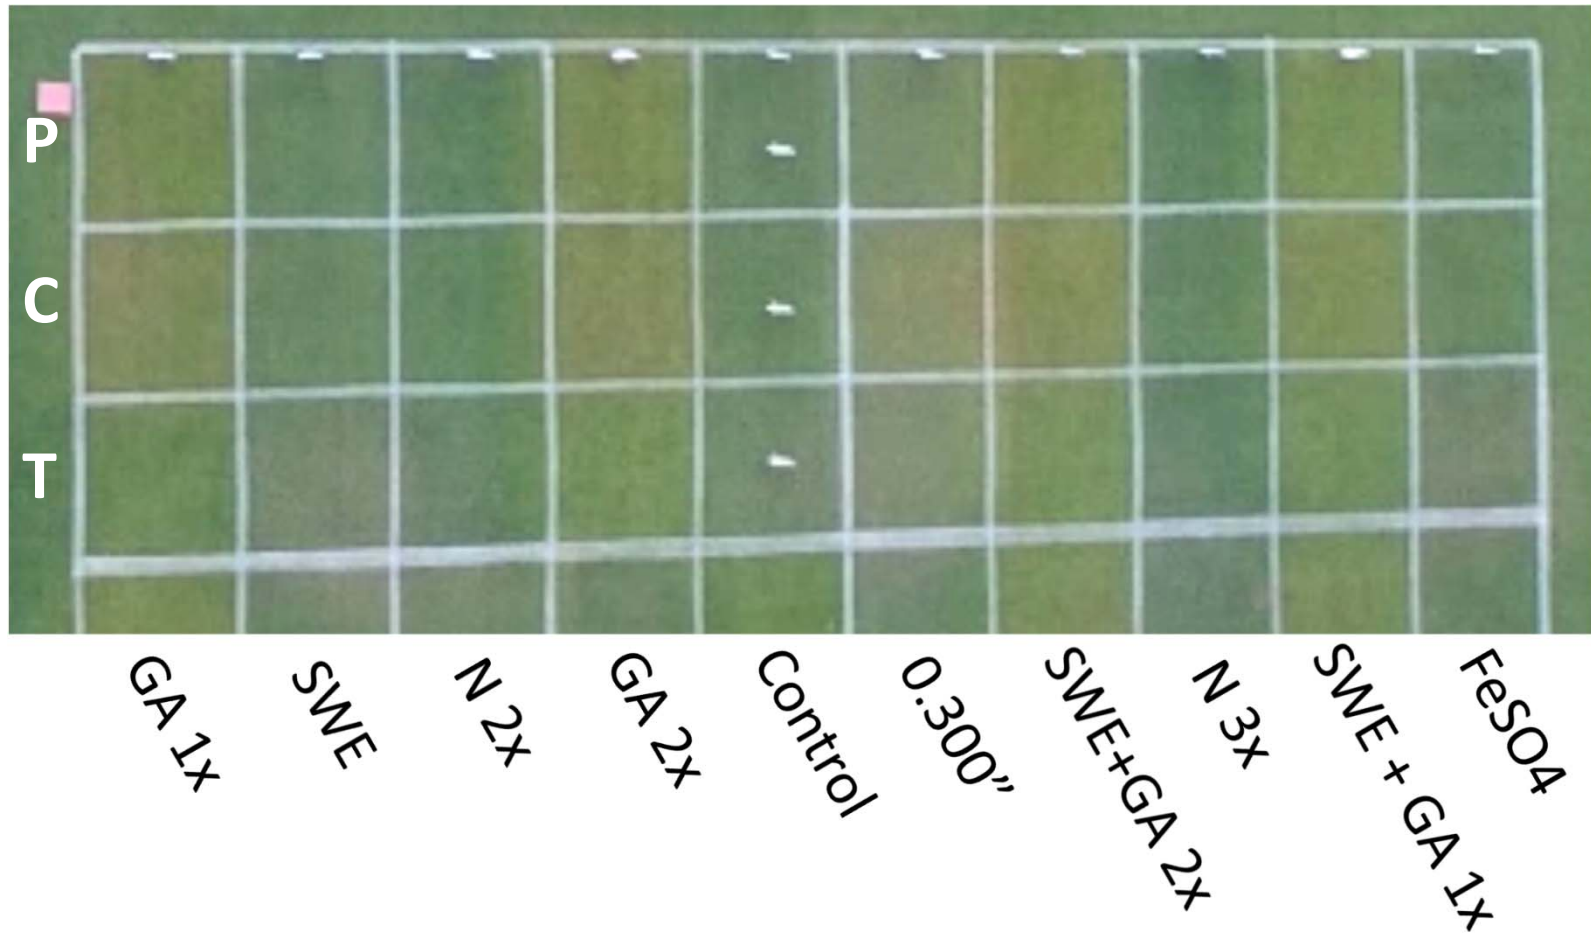 P
C
T
GA 1x
SWE
N 2x
GA 2x
Control
0.300”
SWE+GA 2x
N 3x
SWE + GA 1x
FeSO4